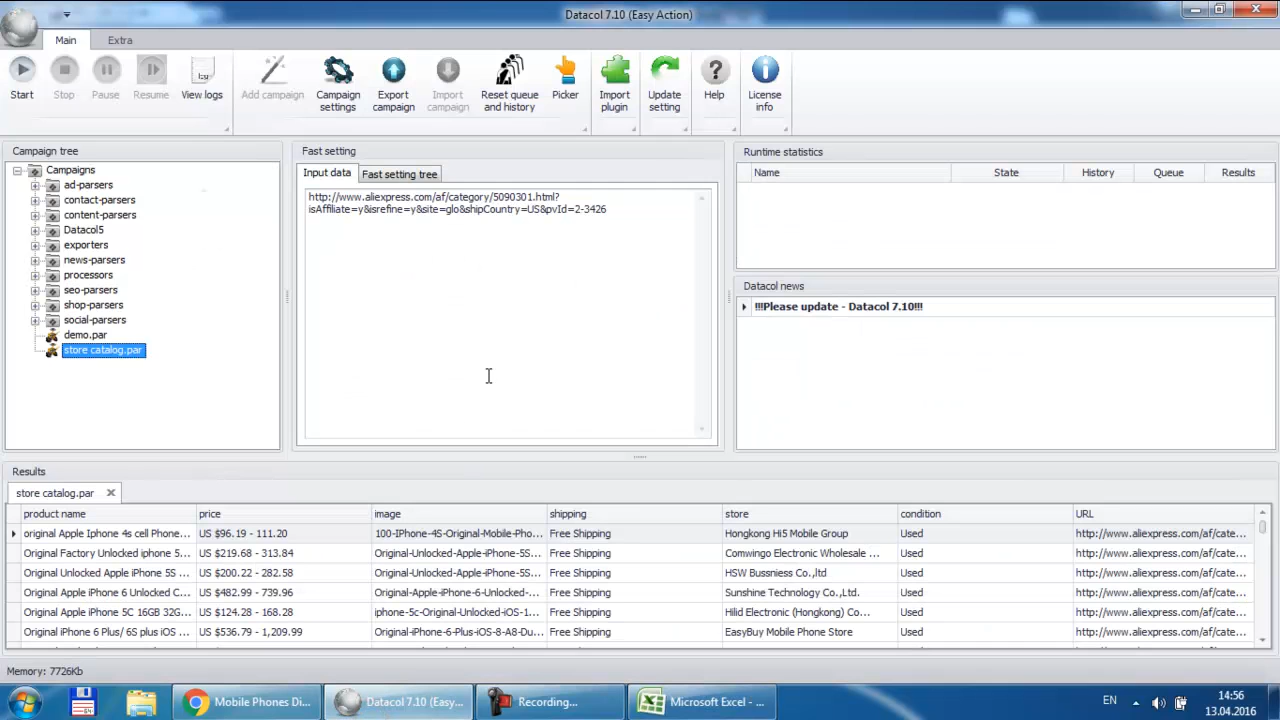 Datacol 7.10 (Easy Action)
Main Extra
Start Stop Pause Resume View logs Add campaign Campaign settings Export campaign Import campaign Reset queue and history Picker Import plugin Update setting Help License info
Campaign tree
Campaigns
ad-parsers
contact-parsers
content-parsers
Datacol5
exporters
news-parsers
processors
seo-parsers
shop-parsers
social-parsers
demo.par
store catalog.par
Fast setting
Input data Fast setting tree
http://www.aliexpress.com/af/category/5090301.html?
isAffiliate=y&isrefine=y&site=glo&shipCountry=US&pvId=2-3426
Runtime statistics
Name State History Queue Results
Datacol news
!!!Please update - Datacol 7.10!!!
Results
store catalog.par
product name price image shipping store condition URL
original Apple Iphone 4s cell Phone... US $96.19 - 111.20 100-IPhone-4S-Original-Mobile-Pho... Free Shipping Hongkong Hi5 Mobile Group Used http://www.aliexpress.com/af/cate...
Original Factory Unlocked iphone 5... US $219.68 - 313.84 Original-Unlocked-Apple-iPhone-5S... Free Shipping Comwingo Electronic Wholesale ... Used http://www.aliexpress.com/af/cate...
Original Unlocked Apple iPhone 5S ... US $200.22 - 282.58 Original-Unlocked-Apple-iPhone-5S... Free Shipping HSW Bussniess Co.,ltd Used http://www.aliexpress.com/af/cate...
Original Apple iPhone 6 Unlocked C... US $482.99 - 739.96 Original-Apple-iPhone-6-Unlocked-... Free Shipping Sunshine Technology Co.,Ltd. Used http://www.aliexpress.com/af/cate...
Original Apple iPhone 5C 16GB 32G... US $124.28 - 168.28 iphone-5c-Original-Unlocked-iOS-1... Free Shipping Hilid Electronic (Hongkong) Co... Used http://www.aliexpress.com/af/cate...
Original iPhone 6 Plus/ 6S plus iOS ... US $536.79 - 1,209.99 Original-iPhone-6-Plus-iOS-8-A8-Du... Free Shipping EasyBuy Mobile Phone Store Used http://www.aliexpress.com/af/cate...
Memory: 7726Kb
Mobile Phones Di... Datacol 7.10 (Easy... Recording... Microsoft Excel - ... EN 14:56
13.04.2016